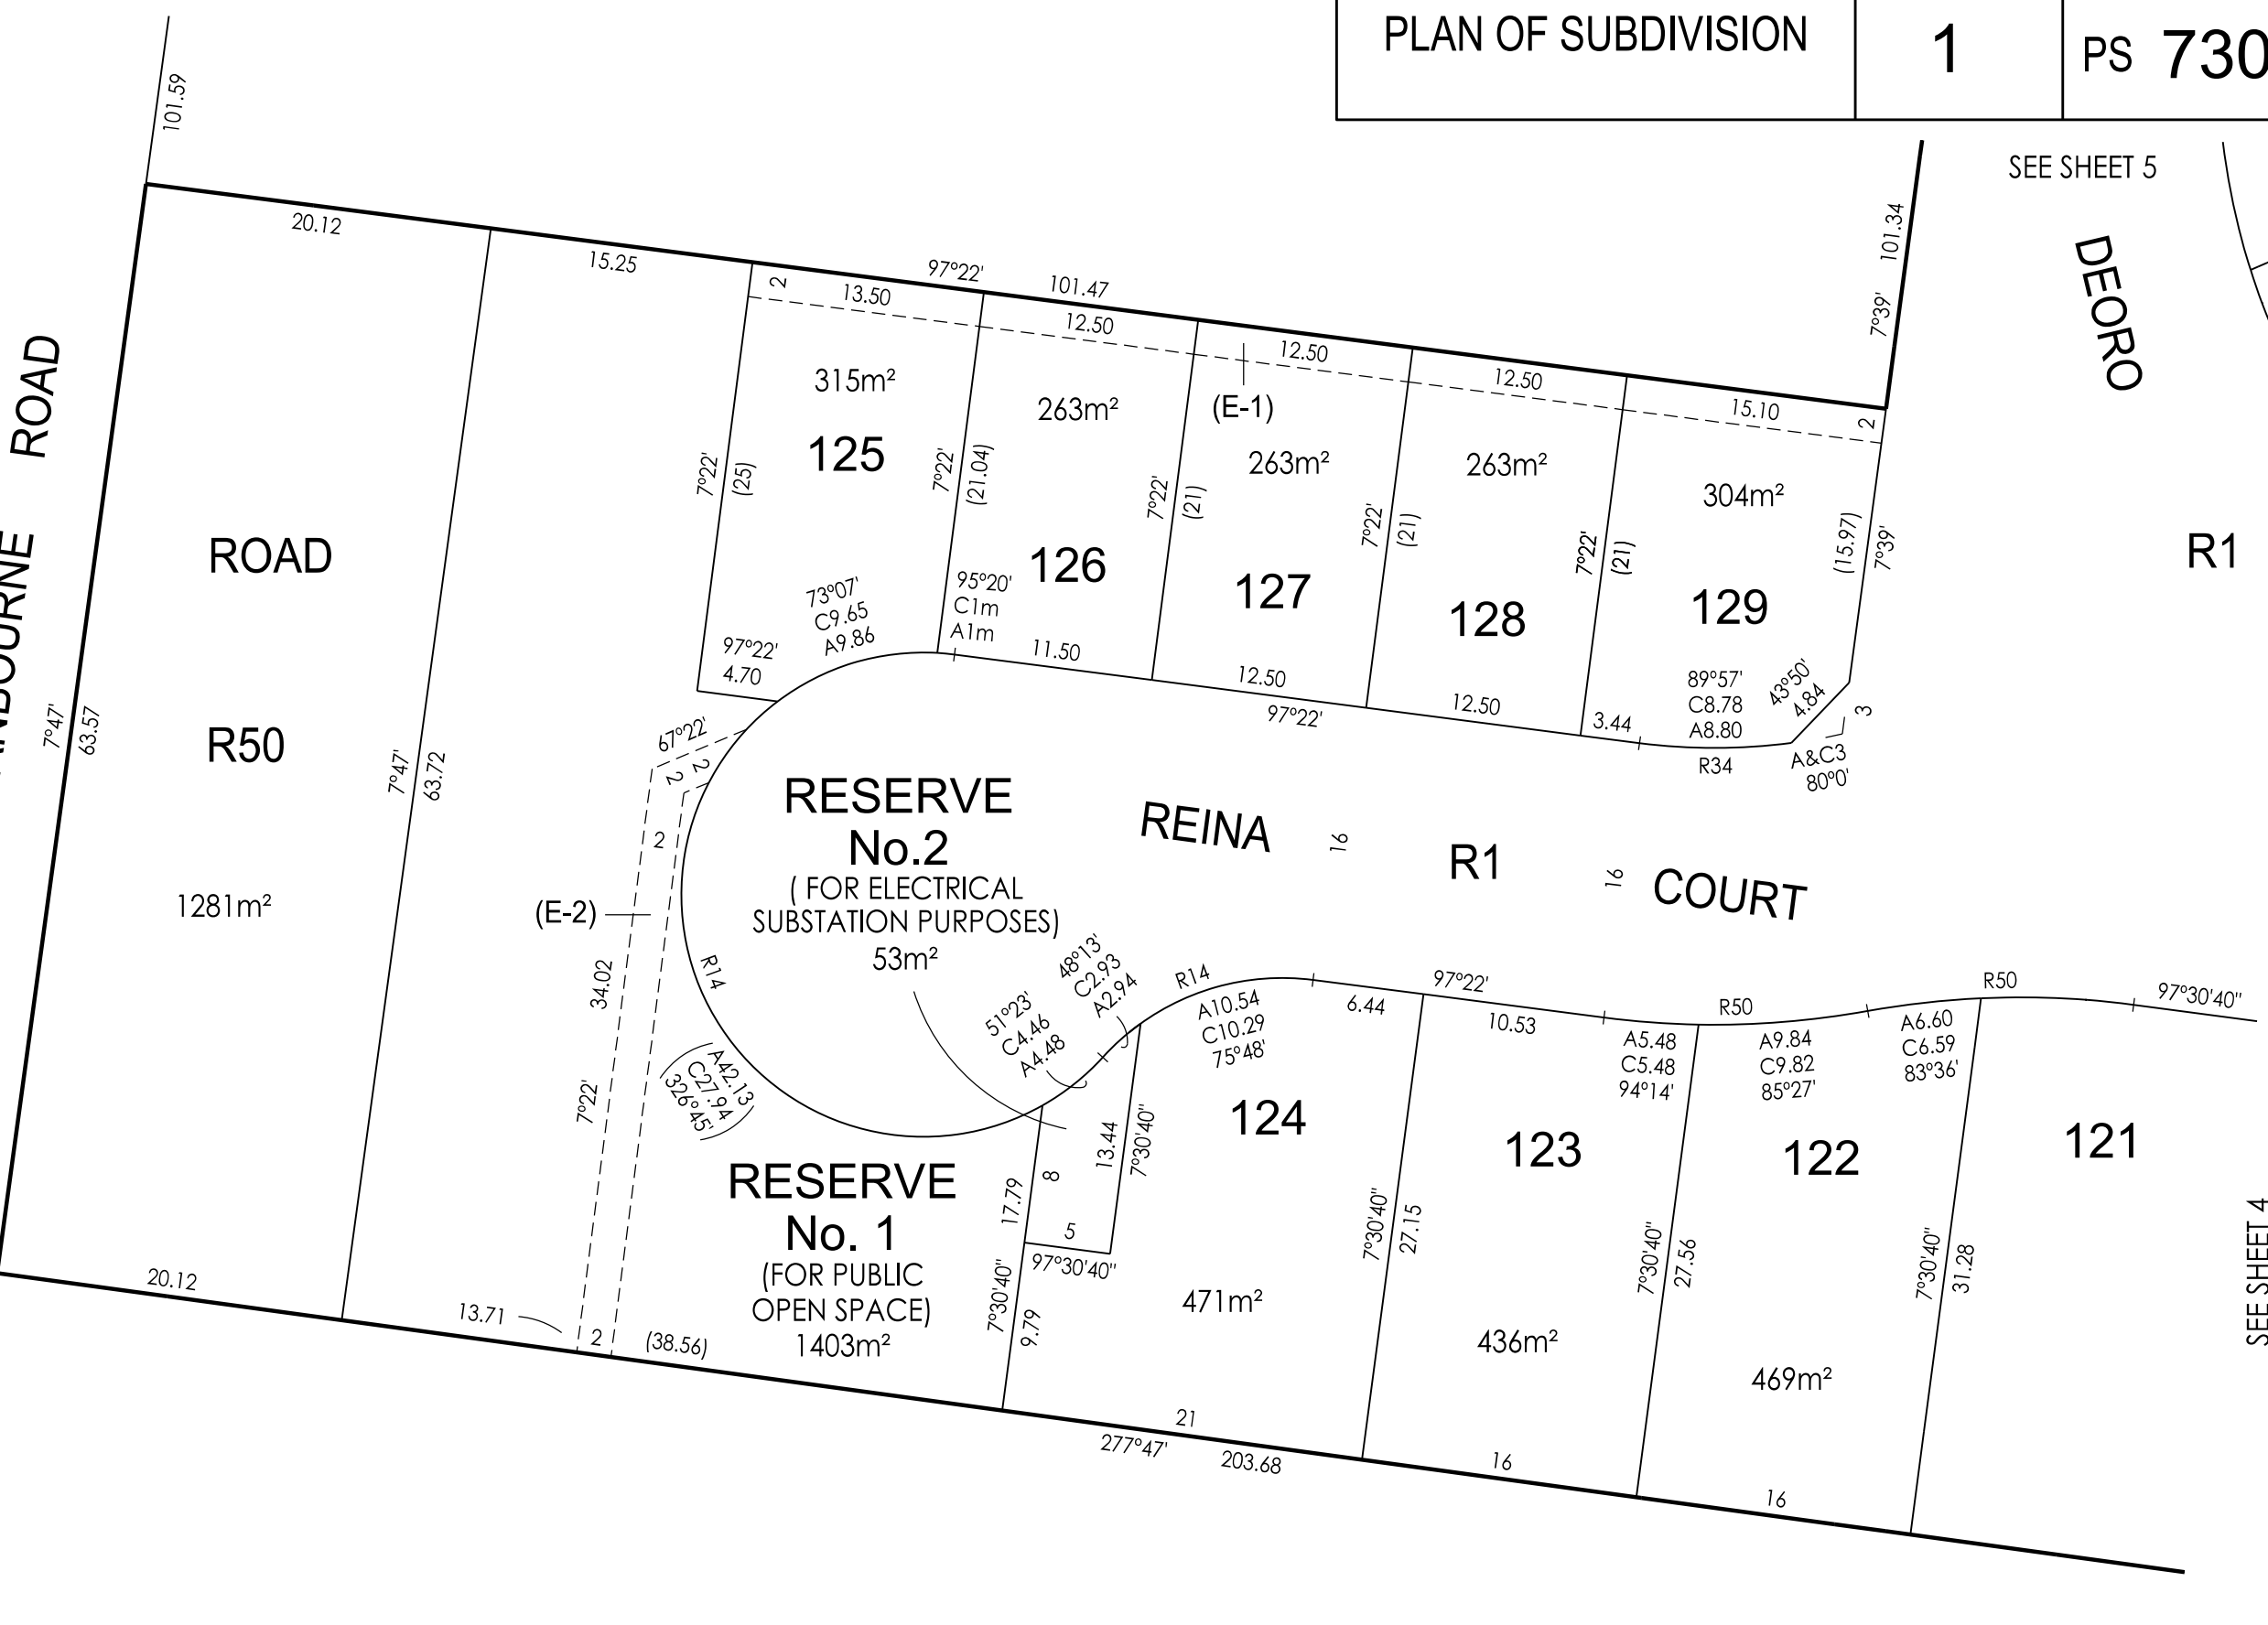 PLAN OF SUBDIVISION
1
PS 730
SEE SHEET 5
101.59
20.12
15.25
97°22'
101.47
2
13.50
12.50
12.50
12.50
15.10
2
101.34
7°39'
DEORO
R1
ROAD
7°47'
63.57
ROAD
R50
1281m²
7°47'
63.72
315m²
125
7°22'
(25)
263m²
126
7°22'
(21.04)
(E-1)
263m²
127
7°22'
(21)
263m²
128
7°22'
(21)
304m²
129
7°22'
(21)
(15.97)
7°39'
97°22'
4.70
73°07'
C9.65
A9.86
95°20'
C1m
A1m
11.50
12.50
97°22'
12.50
3.44
89°57'
C8.78
A8.80
R34
43°50'
4.84
3
A&C3
80°0'
67°22'
2
2
2
(E-2)
34.02
7°22'
RESERVE
No.2
( FOR ELECTRICAL
SUBSTATION PURPOSES)
53m²
R14
REINA
16
R1
16
COURT
A42.13
C27.94
326°45'
51°23'
C4.46
A4.48
48°13'
C2.93
A2.94
R14
A10.54
C10.29
75°48'
6.44
97°22'
10.53
R50
A5.48
C5.48
94°14'
A9.84
C9.82
85°27'
R50
A6.60
C6.59
83°36'
97°30'40"
RESERVE
No. 1
(FOR PUBLIC
OPEN SPACE)
1403m²
17.79
8
13.44
7°30'40"
5
97°30'40"
7°30'40"
9.79
124
471m²
7°30'40"
27.15
123
436m²
7°30'40"
27.56
122
469m²
7°30'40"
31.28
121
SEE SHEET 4
20.12
13.71
2
(38.56)
21
277°47'
203.68
16
16